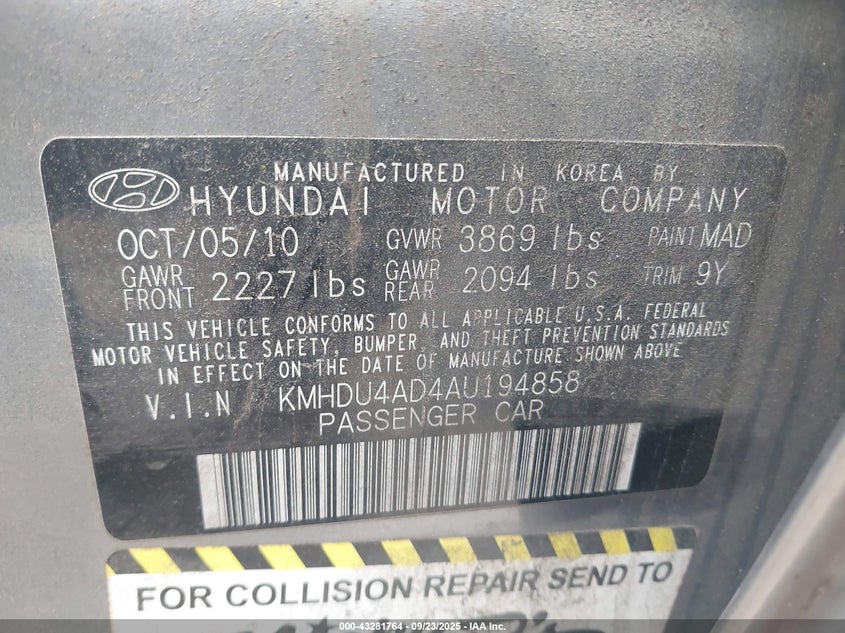 MANUFACTURED IN KOREA BY
HYUNDAI MOTOR COMPANY
OCT/05/10 GVWR 3869 lbs PAINT MAD
GAWR FRONT 2227 lbs GAWR REAR 2094 lbs TRIM 9Y
THIS VEHICLE CONFORMS TO ALL APPLICABLE U.S.A. FEDERAL
MOTOR VEHICLE SAFETY, BUMPER, AND THEFT PREVENTION STANDARDS
IN EFFECT ON THE DATE OF MANUFACTURE SHOWN ABOVE
V.I.N KMHDU4AD4AU194858
PASSENGER CAR
FOR COLLISION REPAIR SEND TO
000-43281764 - 09/23/2025 - IAA Inc.